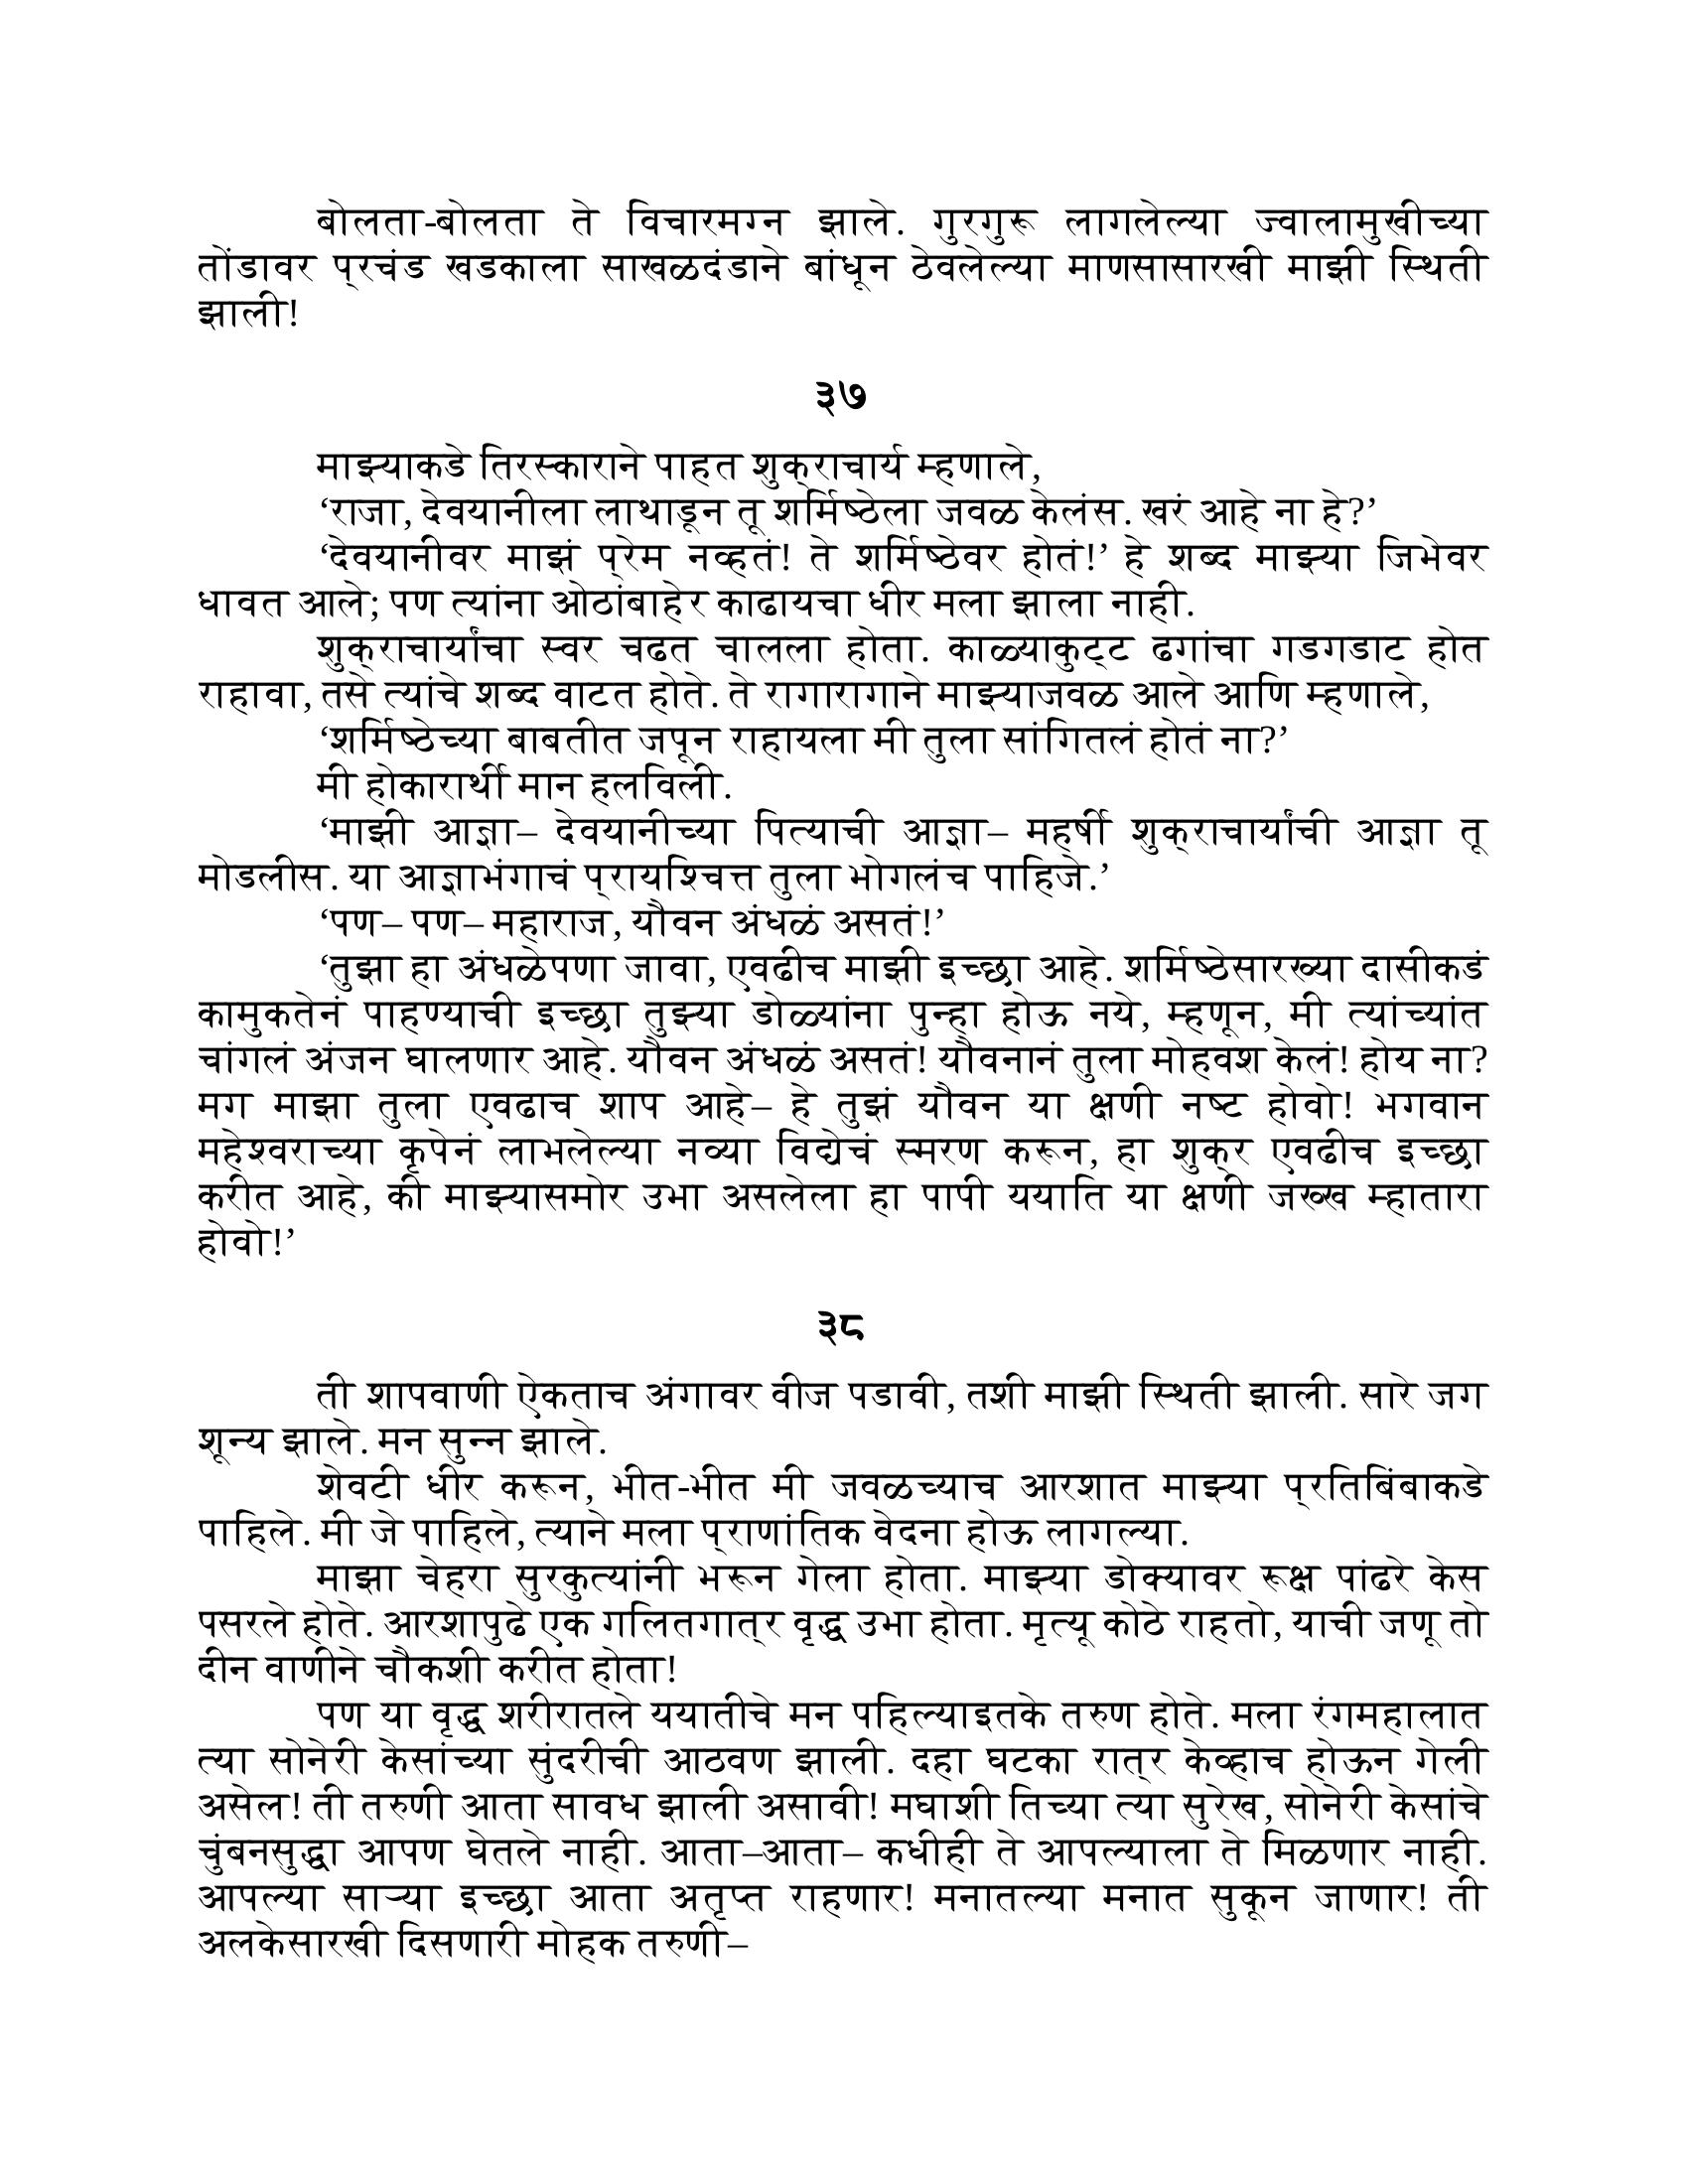 बोलता-बोलता ते विचारमग्न झाले. गुरगुरू लागलेल्या ज्वालामुखीच्या
तोंडावर प्रचंड खडकाला साखळदंडाने बांधून ठेवलेल्या माणसासारखी माझी स्थिती
झाली!
३७
माझ्याकडे तिरस्काराने पाहत शुक्राचार्य म्हणाले,
‘राजा, देवयानीला लाथाडून तू शर्मिष्ठेला जवळ केलंस. खरं आहे ना हे?’
‘देवयानीवर माझं प्रेम नव्हतं! ते शर्मिष्ठेवर होतं!’ हे शब्द माझ्या जिभेवर
धावत आले; पण त्यांना ओठांबाहेर काढायचा धीर मला झाला नाही.
शुक्राचार्यांचा स्वर चढत चालला होता. काळ्याकुट्ट ढगांचा गडगडाट होत
राहावा, तसे त्यांचे शब्द वाटत होते. ते रागारागाने माझ्याजवळ आले आणि म्हणाले,
‘शर्मिष्ठेच्या बाबतीत जपून राहायला मी तुला सांगितलं होतं ना?’
मी होकारार्थी मान हलविली.
‘माझी आज्ञा– देवयानीच्या पित्याची आज्ञा– महर्षी शुक्राचार्यांची आज्ञा तू
मोडलीस. या आज्ञाभंगाचं प्रायश्चित्त तुला भोगलंच पाहिजे.’
‘पण– पण– महाराज, यौवन अंधळं असतं!’
‘तुझा हा अंधळेपणा जावा, एवढीच माझी इच्छा आहे. शर्मिष्ठेसारख्या दासीकडं
कामुकतेनं पाहण्याची इच्छा तुझ्या डोळ्यांना पुन्हा होऊ नये, म्हणून, मी त्यांच्यांत
चांगलं अंजन घालणार आहे. यौवन अंधळं असतं! यौवनानं तुला मोहवश केलं! होय ना?
मग माझा तुला एवढाच शाप आहे– हे तुझं यौवन या क्षणी नष्ट होवो! भगवान
महेश्वराच्या कृपेनं लाभलेल्या नव्या विद्येचं स्मरण करून, हा शुक्र एवढीच इच्छा
करीत आहे, की माझ्यासमोर उभा असलेला हा पापी ययाति या क्षणी जख्ख म्हातारा
होवो!’
३८
ती शापवाणी ऐकताच अंगावर वीज पडावी, तशी माझी स्थिती झाली. सारे जग
शून्य झाले. मन सुन्न झाले.
शेवटी धीर करून, भीत-भीत मी जवळच्याच आरशात माझ्या प्रतिबिंबाकडे
पाहिले. मी जे पाहिले, त्याने मला प्राणांतिक वेदना होऊ लागल्या.
माझा चेहरा सुरकुत्यांनी भरून गेला होता. माझ्या डोक्यावर रूक्ष पांढरे केस
पसरले होते. आरशापुढे एक गलितगात्र वृद्ध उभा होता. मृत्यू कोठे राहतो, याची जणू तो
दीन वाणीने चौकशी करीत होता!
पण या वृद्ध शरीरातले ययातीचे मन पहिल्याइतके तरुण होते. मला रंगमहालात
त्या सोनेरी केसांच्या सुंदरीची आठवण झाली. दहा घटका रात्र केव्हाच होऊन गेली
असेल! ती तरुणी आता सावध झाली असावी! मघाशी तिच्या त्या सुरेख, सोनेरी केसांचे
चुंबनसुद्धा आपण घेतले नाही. आता–आता– कधीही ते आपल्याला ते मिळणार नाही.
आपल्या साऱ्या इच्छा आता अतृप्त राहणार! मनातल्या मनात सुकून जाणार! ती
अलकेसारखी दिसणारी मोहक तरुणी–